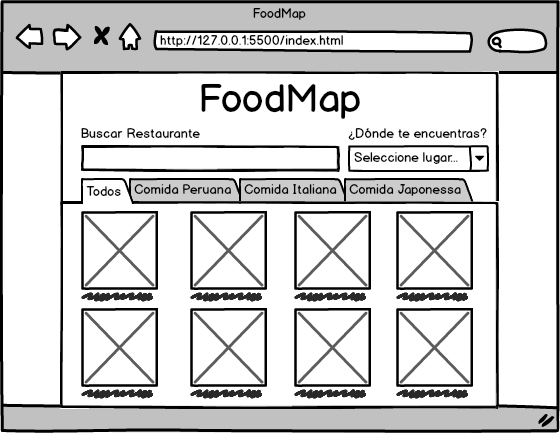 FoodMap
http://127.0.0.1:5500/index.html
FoodMap
Buscar Restaurante
¿Dónde te encuentras?
Seleccione lugar...
Todos
Comida Peruana
Comida Italiana
Comida Japonessa